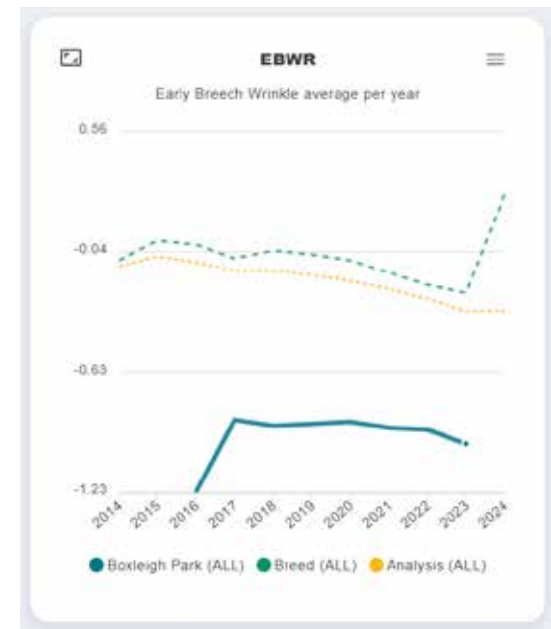 EBWR
Early Breech Wrinkle average per year
0.56
-0.04
-0.63
-1.23
2014 2015 2016 2017 2018 2019 2020 2021 2022 2023 2024
Boxleigh Park (ALL) Breed (ALL) Analysis (ALL)